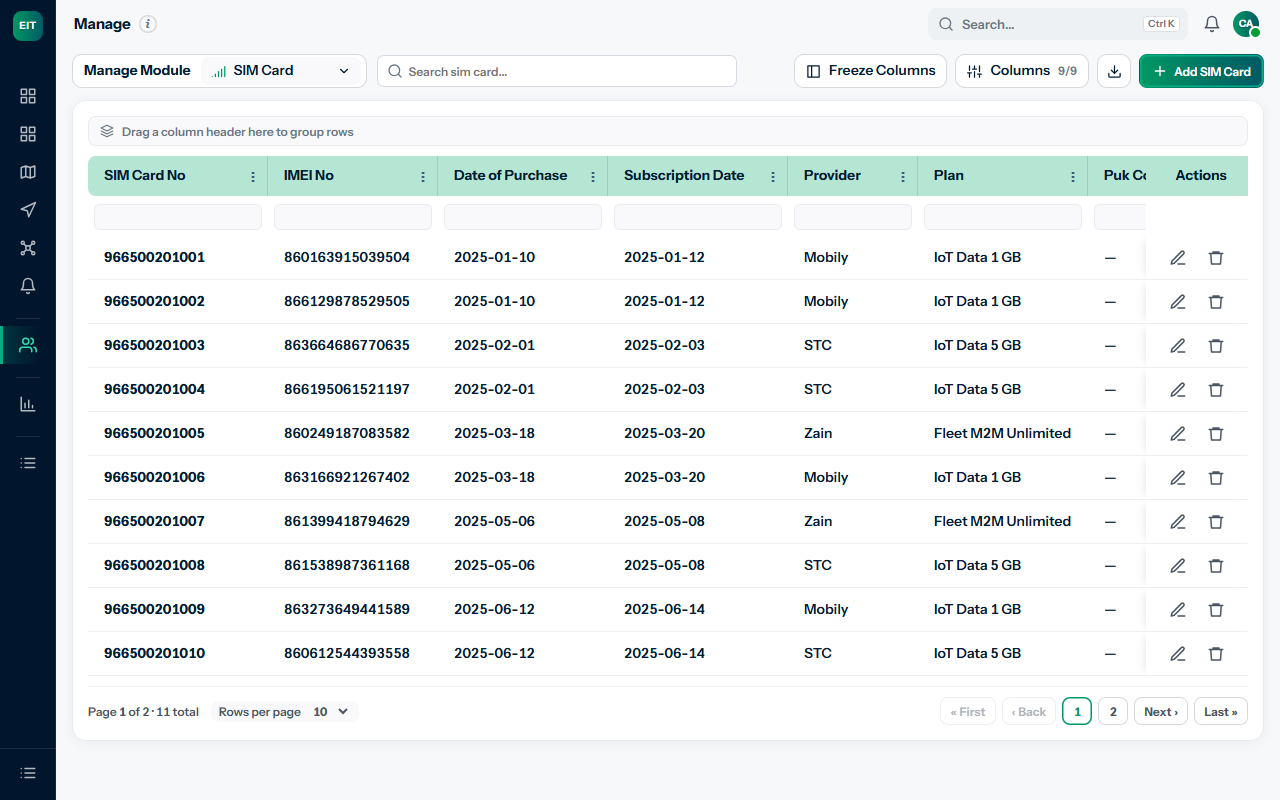 EIT
Manage
Search...
Ctrl K
CA
Manage Module
SIM Card
Search sim card...
Freeze Columns
Columns 9/9
Add SIM Card
Drag a column header here to group rows
SIM Card No IMEI No Date of Purchase Subscription Date Provider Plan Puk Co Actions
966500201001 860163915039504 2025-01-10 2025-01-12 Mobily IoT Data 1 GB —
966500201002 866129878529505 2025-01-10 2025-01-12 Mobily IoT Data 1 GB —
966500201003 863664686770635 2025-02-01 2025-02-03 STC IoT Data 5 GB —
966500201004 866195061521197 2025-02-01 2025-02-03 STC IoT Data 5 GB —
966500201005 860249187083582 2025-03-18 2025-03-20 Zain Fleet M2M Unlimited —
966500201006 863166921267402 2025-03-18 2025-03-20 Mobily IoT Data 1 GB —
966500201007 861399418794629 2025-05-06 2025-05-08 Zain Fleet M2M Unlimited —
966500201008 861538987361168 2025-05-06 2025-05-08 STC IoT Data 5 GB —
966500201009 863273649441589 2025-06-12 2025-06-14 Mobily IoT Data 1 GB —
966500201010 860612544393558 2025-06-12 2025-06-14 STC IoT Data 5 GB —
Page 1 of 2 · 11 total Rows per page 10 « First ‹ Back 1 2 Next › Last »